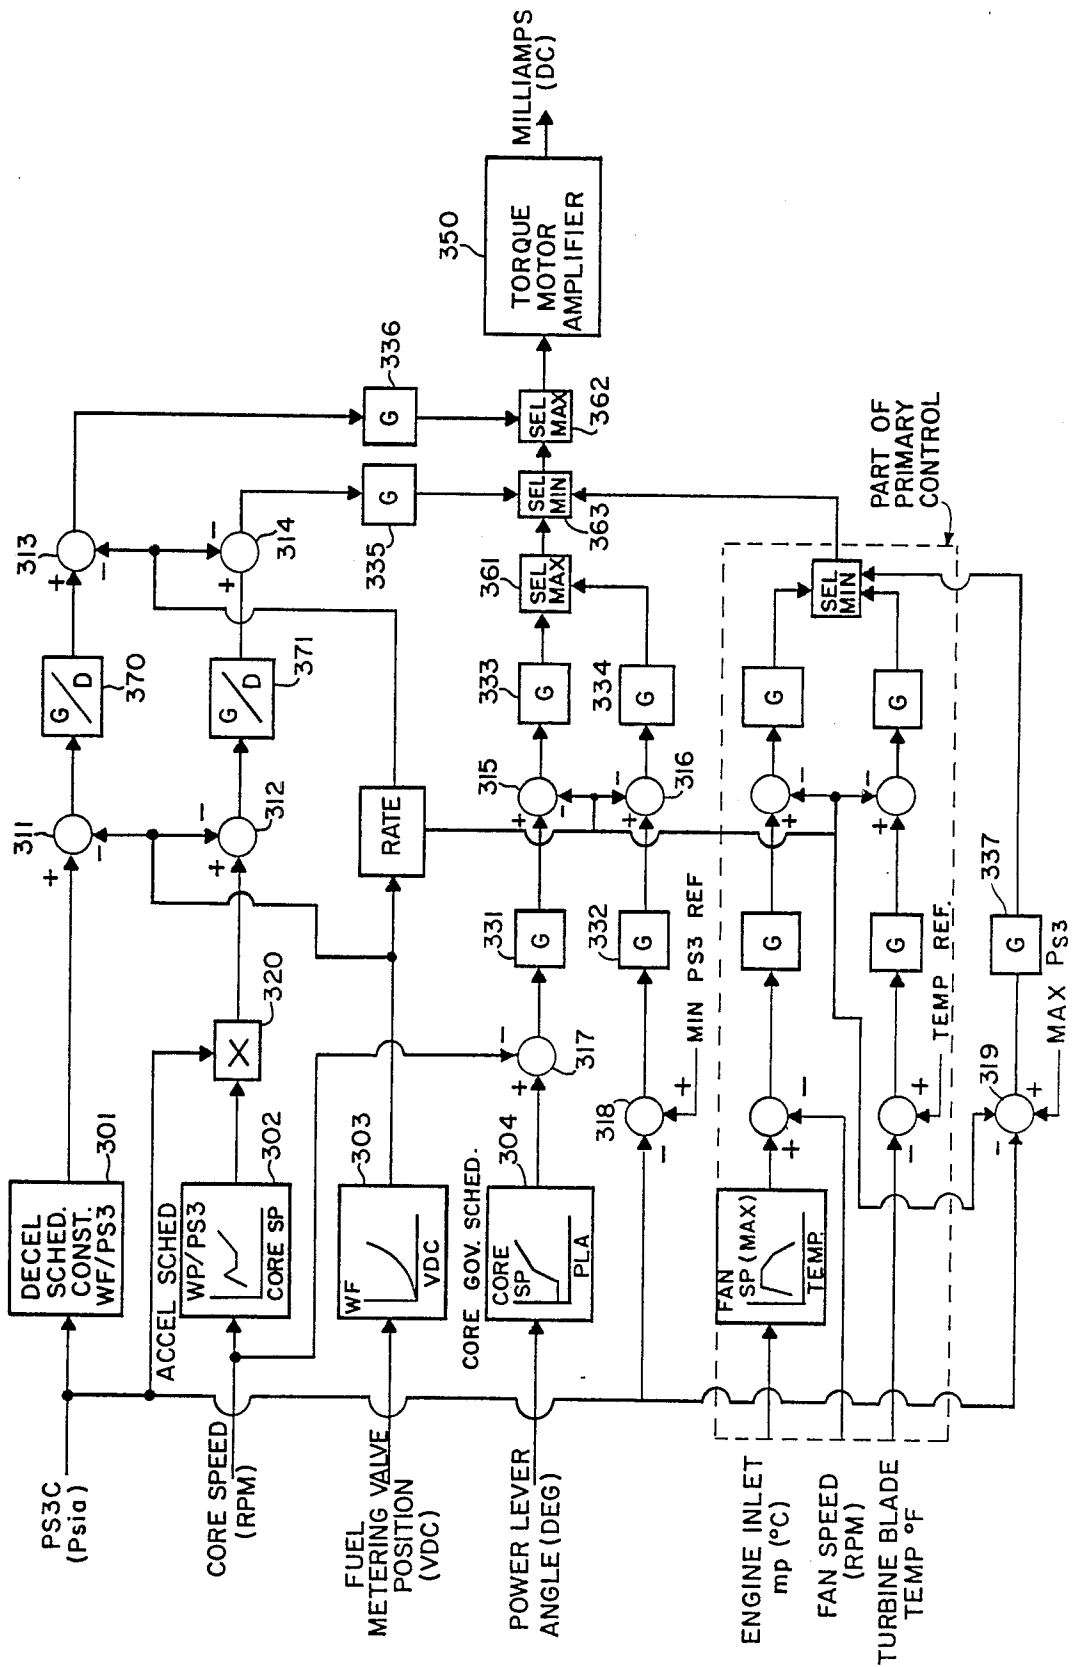 PS3C
(Psia)
CORE SPEED
(RPM)
FUEL
METERING VALVE
POSITION
(VDC)
POWER LEVER
ANGLE (DEG)
ENGINE INLET
mp (°C)
FAN SPEED
(RPM)
TURBINE BLADE
TEMP °F
DECEL
SCHED.
CONST.
WF/PS3
301
ACCEL SCHED
WP/PS3
CORE SP
302
WF
VDC
303
CORE GOV. SCHED.
CORE
SP
PLA
304
FAN
SP (MAX)
TEMP.
X
320
+
-
317
-
318
+
MIN PS3 REF
+
-
-
+
TEMP REF.
-
319
+
MAX PS3
311
+
-
-
+
312
RATE
G
331
G
332
G
G
G
337
G/D
370
G/D
371
315
+
-
-
+
316
+
-
-
+
G
333
G
334
G
G
313
+
-
-
+
314
G
336
G
335
SEL
MAX
361
SEL
MIN
363
SEL
MAX
362
SEL
MIN
PART OF
PRIMARY
CONTROL
350
TORQUE
MOTOR
AMPLIFIER
MILLIAMPS
(DC)